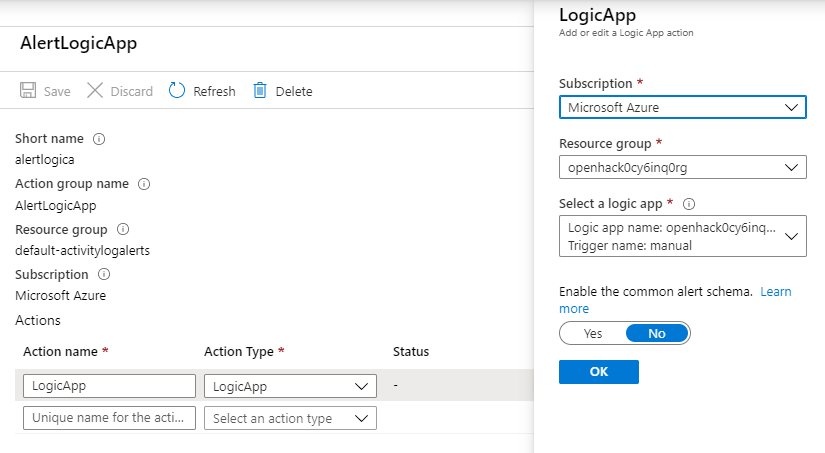 AlertLogicApp
Save
Discard
Refresh
Delete
Short name
alertlogica
Action group name
AlertLogicApp
Resource group
default-activitylogalerts
Subscription
Microsoft Azure
Actions
Action name *
Action Type *
Status
LogicApp
LogicApp
-
Unique name for the acti...
Select an action type
LogicApp
Add or edit a Logic App action
Subscription *
Microsoft Azure
Resource group *
openhack0cy6inq0rg
Select a logic app *
Logic app name: openhack0cy6inq...
Trigger name: manual
Enable the common alert schema. Learn
more
Yes
No
OK